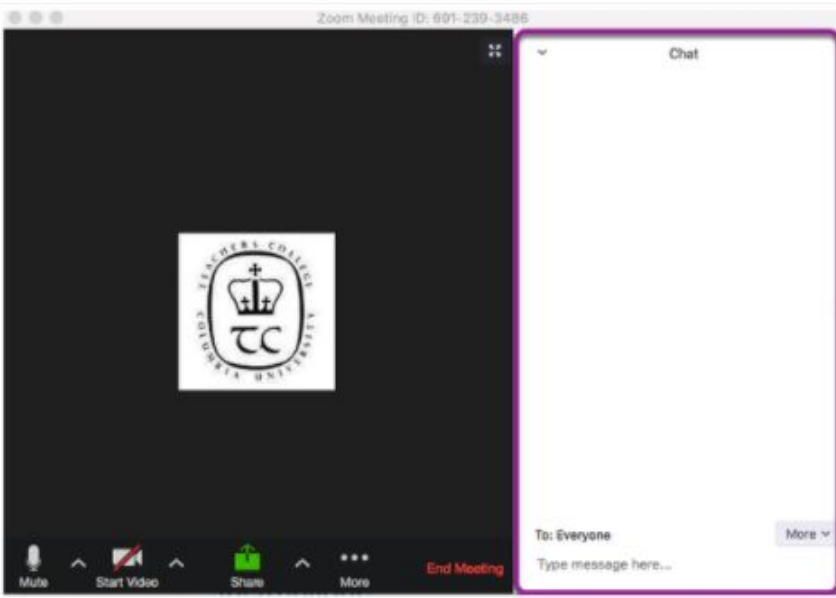 Zoom Meeting ID: 691-239-3486
Chat
TEACHERS COLLEGE
TC
COLUMBIA UNIVERSITY
To: Everyone
More
Type message here...
Mute
Start Video
Share
More
End Meeting